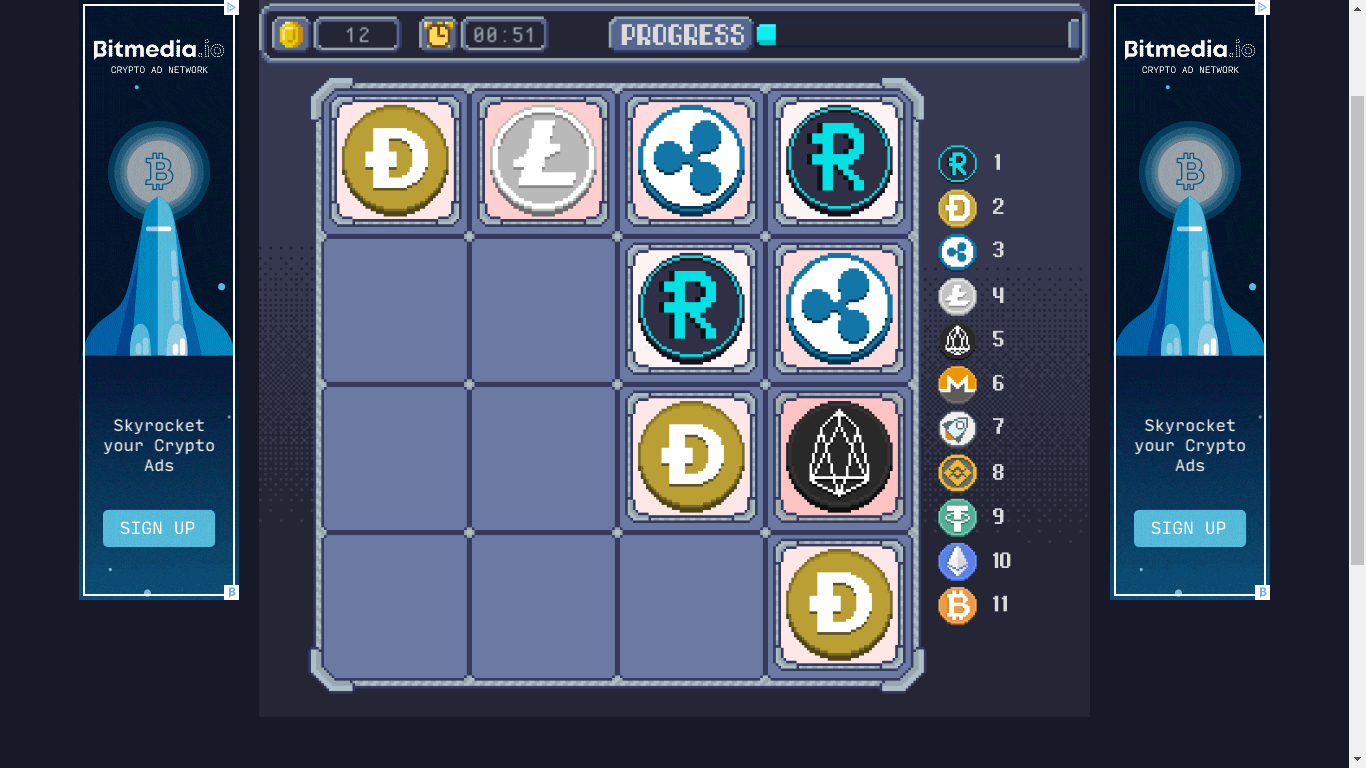 Bitmedia.io
CRYPTO AD NETWORK
Skyrocket
your Crypto
Ads
SIGN UP
12
00:51
PROGRESS
1
2
3
4
5
6
7
8
9
10
11
Bitmedia.io
CRYPTO AD NETWORK
Skyrocket
your Crypto
Ads
SIGN UP